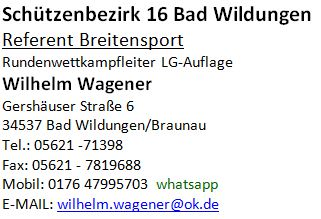 Schützenbezirk 16 Bad Wildungen
Referent Breitensport
Rundenwettkampfleiter LG-Auflage
Wilhelm Wagener
Gershäuser Straße 6
34537 Bad Wildungen/Braunau
Tel.: 05621 -71398
Fax: 05621 - 7819688
Mobil: 0176 47995703 whatsapp
E-MAIL: wilhelm.wagener@ok.de